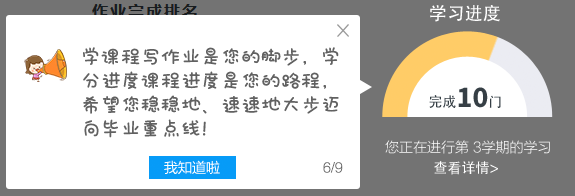 作业完成排名
学习进度
学课程写作业是您的脚步，学
分进度课程进度是您的路程，
希望您稳稳地、速速地大步迈
向毕业重点线！
我知道啦
6/9
完成10门
您正在进行第 3学期的学习
查看详情>